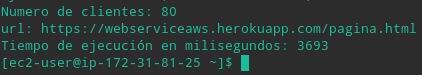 Numero de clientes: 80
url: https://webserviceaws.herokuapp.com/pagina.html
Tiempo de ejecución en milisegundos: 3693
[ec2-user@ip-172-31-81-25 ~]$